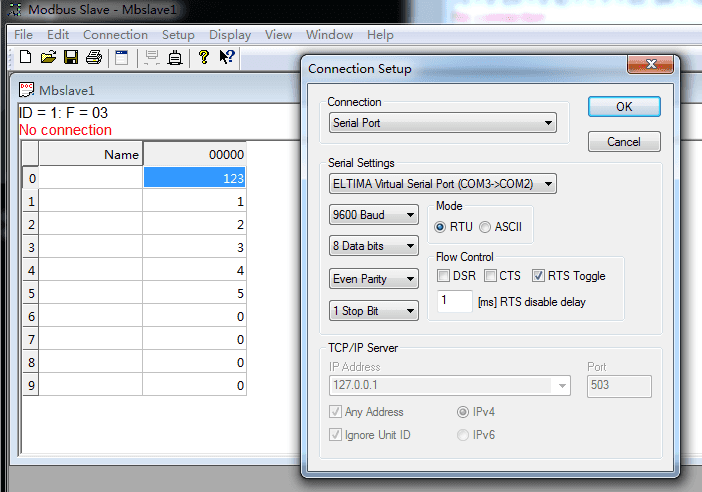 Modbus Slave - Mbslave1
File Edit Connection Setup Display View Window Help
Mbslave1
ID = 1: F = 03
No connection
Name 00000
0 123
1 1
2 2
3 3
4 4
5 5
6 0
7 0
8 0
9 0
Connection Setup
Connection
Serial Port
OK
Cancel
Serial Settings
ELTIMA Virtual Serial Port (COM3->COM2)
9600 Baud
8 Data bits
Even Parity
1 Stop Bit
Mode
RTU ASCII
Flow Control
DSR CTS RTS Toggle
1 [ms] RTS disable delay
TCP/IP Server
IP Address Port
127.0.0.1 503
Any Address IPv4
Ignore Unit ID IPv6